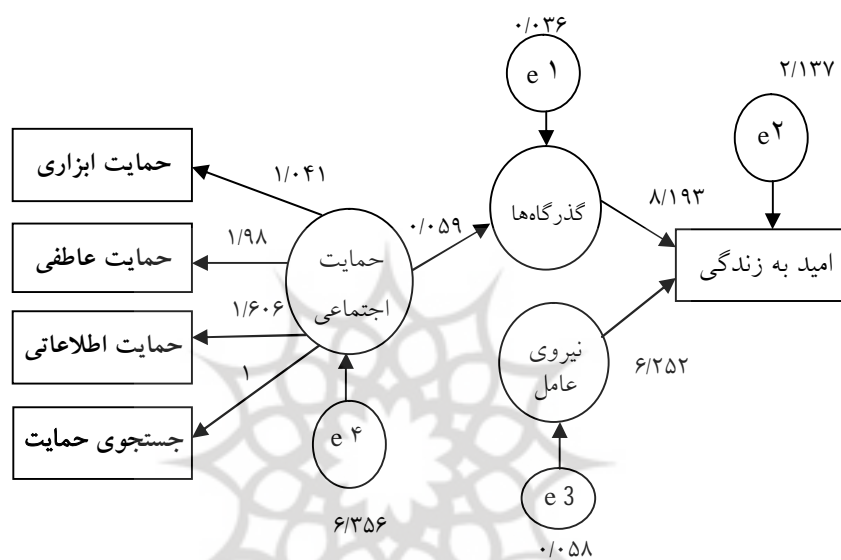 ۰/۰۳۶
e ۱
۲/۱۳۷
e۲
حمایت ابزاری
۱/۰۴۱
گذرگاه‌ها
۸/۱۹۳
۰/۰۵۹
حمایت عاطفی
۱/۹۸
حمایت
اجتماعی
امید به زندگی
۱/۶۰۶
حمایت اطلاعاتی
نیروی
عامل
۶/۲۵۲
۱
جستجوی حمایت
e ۴
e 3
۶/۳۵۶
۰/۰۵۸